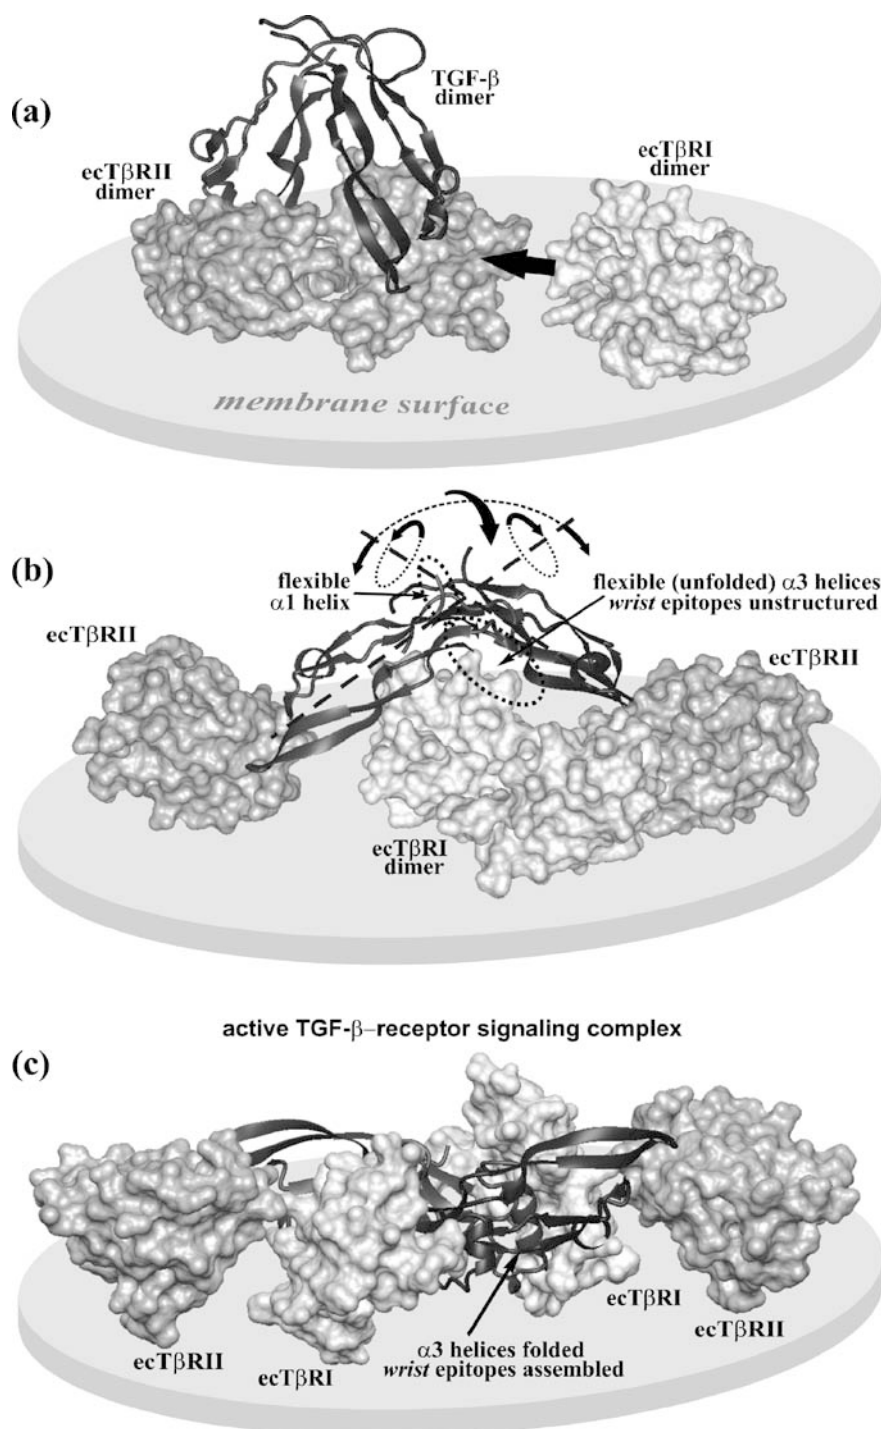 (a)
TGF-β
dimer
ecTβRII
dimer
ecTβRI
dimer
membrane surface
(b)
flexible
α1 helix
flexible (unfolded) α3 helices
wrist epitopes unstructured
ecTβRII
ecTβRII
ecTβRI
dimer
active TGF-β–receptor signaling complex
(c)
ecTβRII
ecTβRI
α3 helices folded
wrist epitopes assembled
ecTβRI
ecTβRII